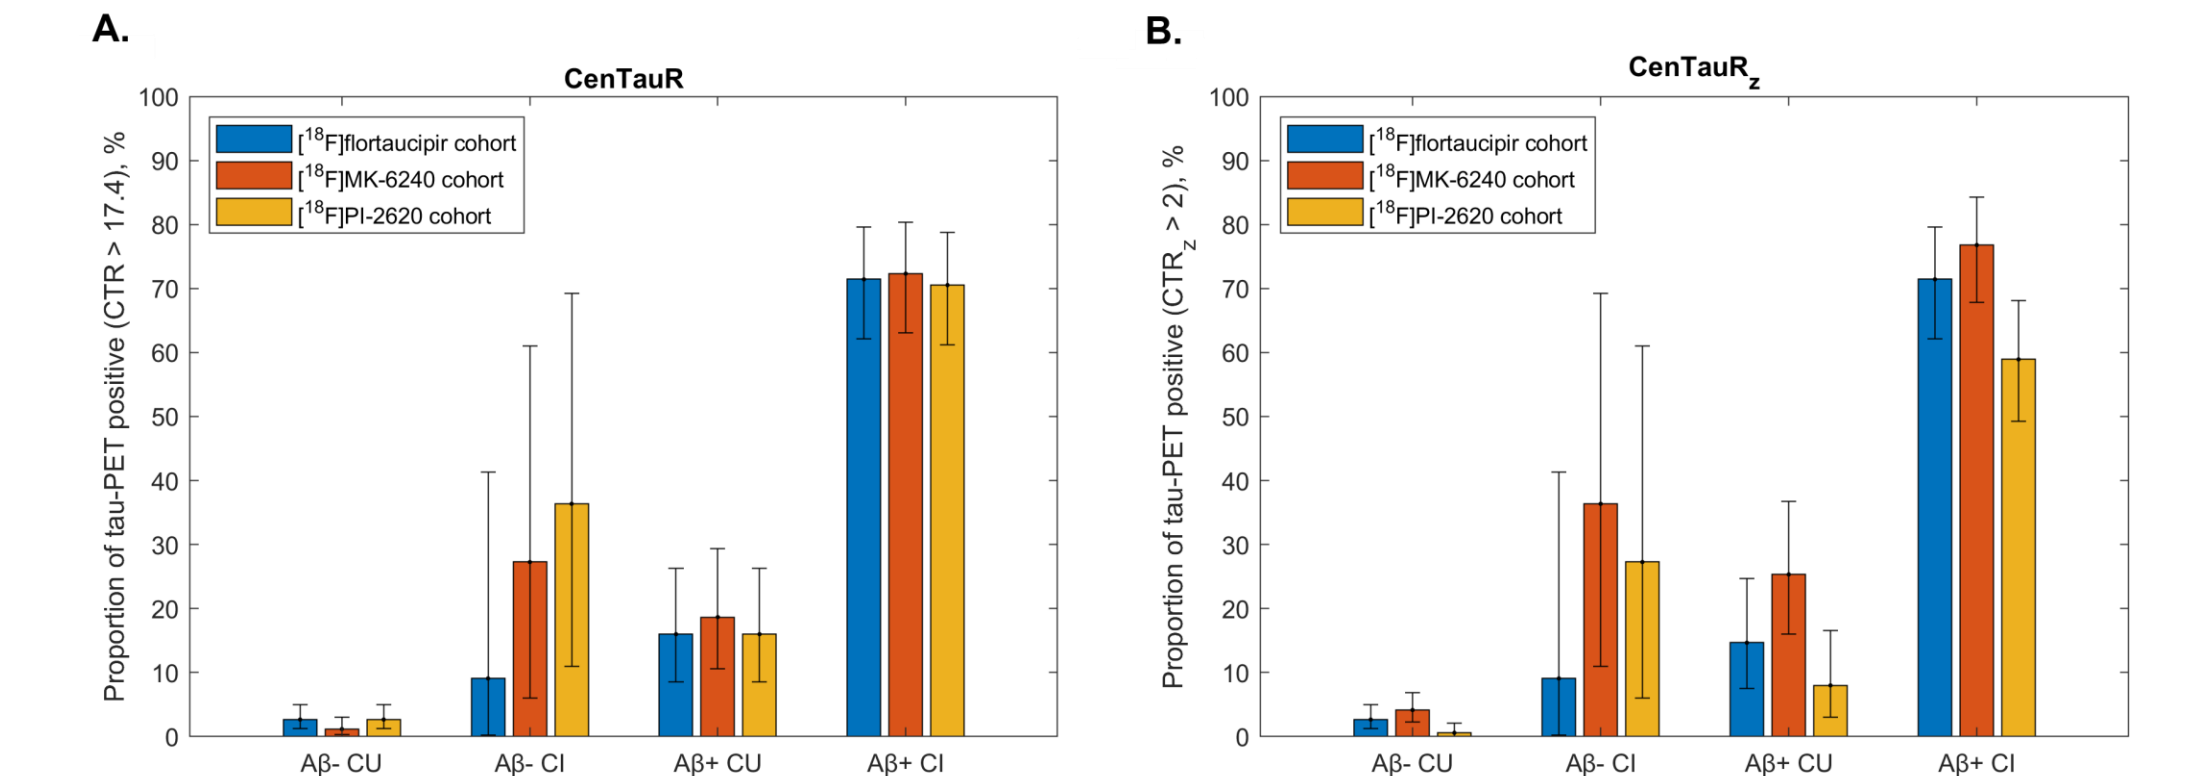 A.
CenTauR
Proportion of tau-PET positive (CTR > 17.4), %
100
90
80
70
60
50
40
30
20
10
0
[18F]flortaucipir cohort
[18F]MK-6240 cohort
[18F]PI-2620 cohort
Aβ- CU
Aβ- CI
Aβ+ CU
Aβ+ CI
B.
CenTauRz
Proportion of tau-PET positive (CTRz > 2), %
100
90
80
70
60
50
40
30
20
10
0
[18F]flortaucipir cohort
[18F]MK-6240 cohort
[18F]PI-2620 cohort
Aβ- CU
Aβ- CI
Aβ+ CU
Aβ+ CI